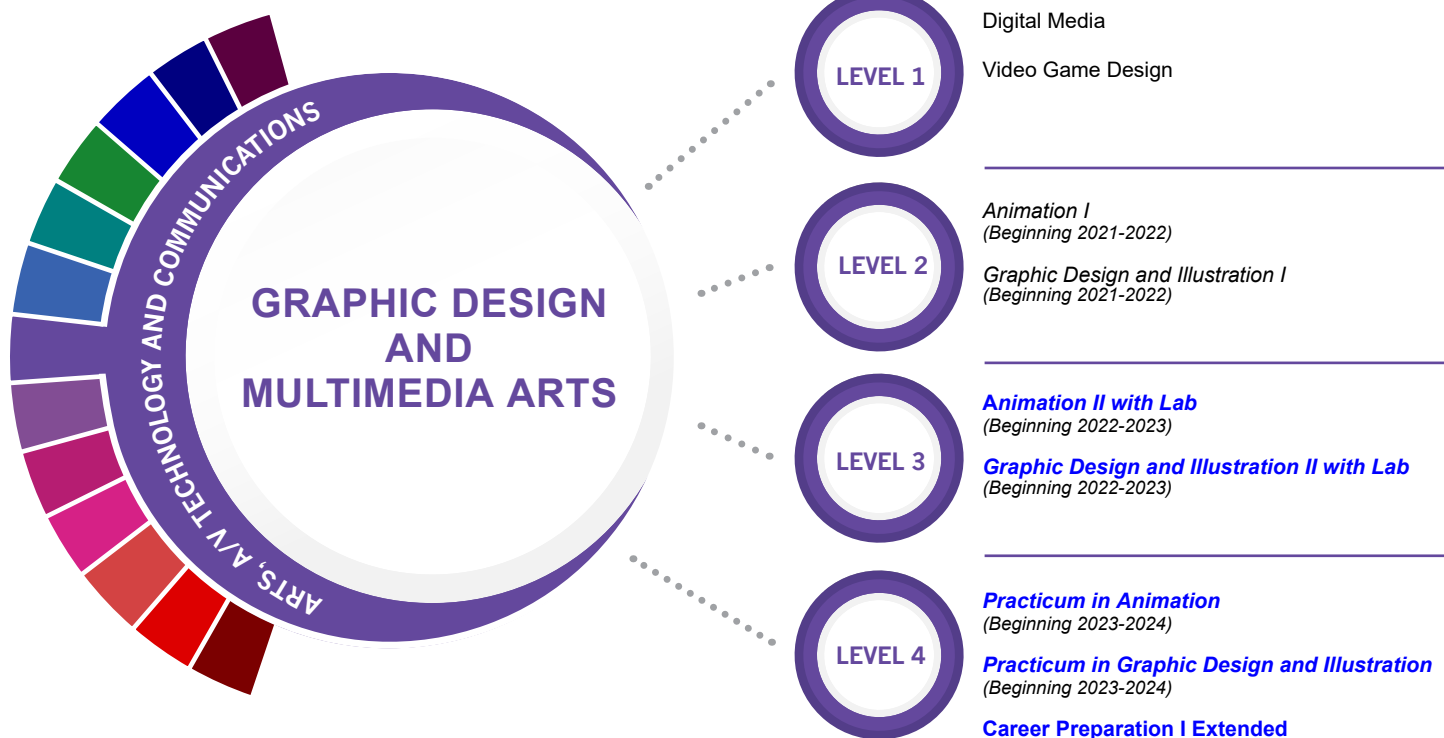 ARTS, A/V TECHNOLOGY AND COMMUNICATIONS
GRAPHIC DESIGN
AND
MULTIMEDIA ARTS
LEVEL 1
Digital Media
Video Game Design
LEVEL 2
Animation I
(Beginning 2021-2022)
Graphic Design and Illustration I
(Beginning 2021-2022)
LEVEL 3
Animation II with Lab
(Beginning 2022-2023)
Graphic Design and Illustration II with Lab
(Beginning 2022-2023)
LEVEL 4
Practicum in Animation
(Beginning 2023-2024)
Practicum in Graphic Design and Illustration
(Beginning 2023-2024)
Career Preparation I Extended